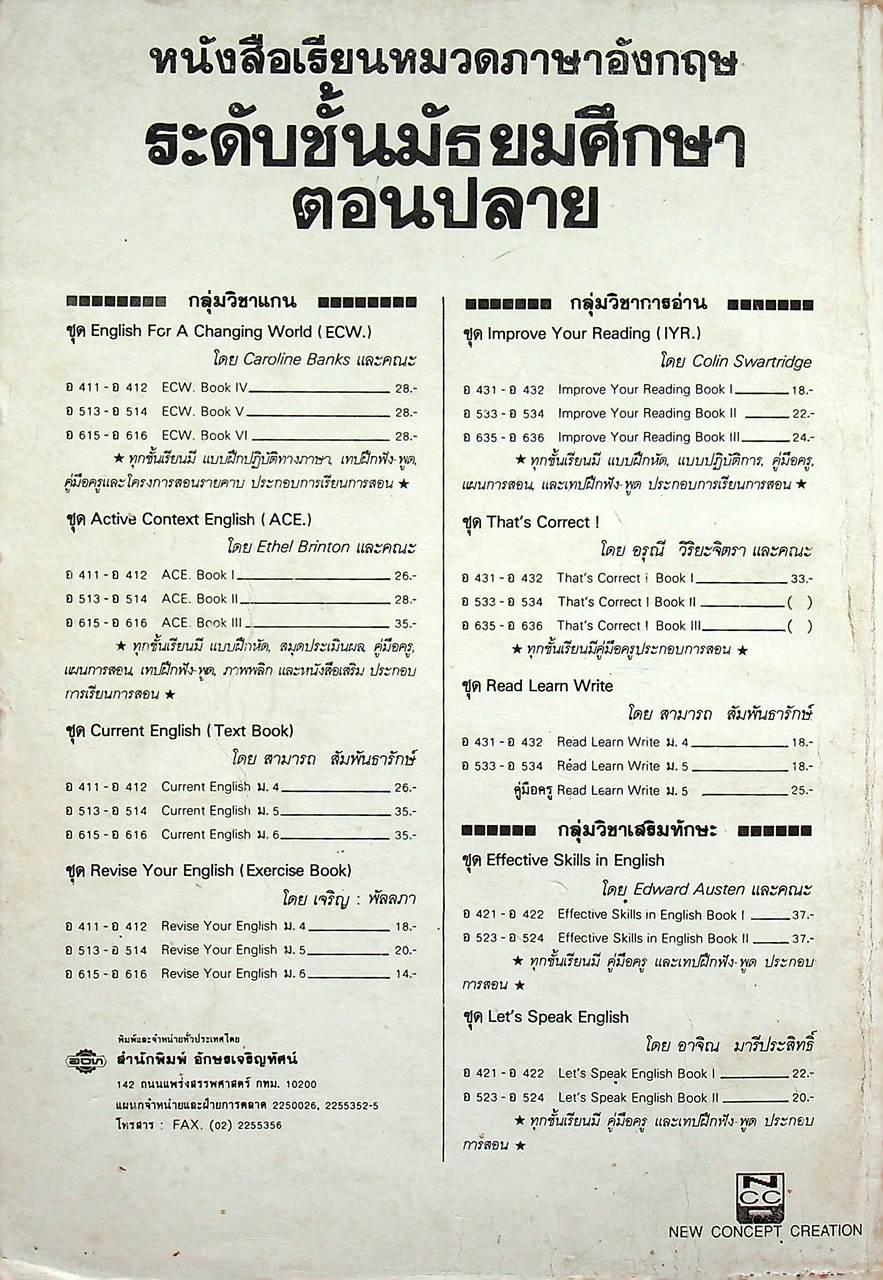 หนังสือเรียนหมวดภาษาอังกฤษ
ระดับชั้นมัธยมศึกษา
ตอนปลาย
กลุ่มวิชาแกน
ชุด English For A Changing World (ECW.)
โดย Caroline Banks และคณะ
อ 411 - อ 412 ECW. Book IV 28.-
อ 513 - อ 514 ECW. Book V 28.-
อ 615 - อ 616 ECW. Book VI 28.-
★ ทุกชั้นเรียนมี แบบฝึกปฏิบัติทางภาษา, เทปฝึกฟัง-พูด,
คู่มือครูและโครงการสอนรายคาบ ประกอบการเรียนการสอน ★
ชุด Active Context English (ACE.)
โดย Ethel Brinton และคณะ
อ 411 - อ 412 ACE. Book I 26.-
อ 513 - อ 514 ACE. Book II 28.-
อ 615 - อ 616 ACE. Book III 35.-
★ ทุกชั้นเรียนมี แบบฝึกหัด, สมุดประเมินผล, คู่มือครู,
แผนการสอน, เทปฝึกฟัง-พูด, ภาพพลิก และหนังสือเสริม ประกอบ
การเรียนการสอน ★
ชุด Current English (Text Book)
โดย สามารถ สัมพันธารักษ์
อ 411 - อ 412 Current English ม. 4 26.-
อ 513 - อ 514 Current English ม. 5 35.-
อ 615 - อ 616 Current English ม. 6 35.-
ชุด Revise Your English (Exercise Book)
โดย เจริญ : พัลลภา
อ 411 - อ 412 Revise Your English ม. 4 18.-
อ 513 - อ 514 Revise Your English ม. 5 20.-
อ 615 - อ 616 Revise Your English ม. 6 14.-
พิมพ์และจำหน่ายทั่วประเทศโดย
อจท
สำนักพิมพ์ อักษรเจริญทัศน์
142 ถนนแพร่งสรรพศาสตร์ กทม. 10200
แผนกจำหน่ายและฝ่ายการตลาด 2250026, 2255352-5
โทรสาร : FAX. (02) 2255356
กลุ่มวิชาการอ่าน
ชุด Improve Your Reading (IYR.)
โดย Colin Swartridge
อ 431 - อ 432 Improve Your Reading Book I 18.-
อ 533 - อ 534 Improve Your Reading Book II 22.-
อ 635 - อ 636 Improve Your Reading Book III 24.-
★ ทุกชั้นเรียนมี แบบฝึกหัด, แบบปฏิบัติการ, คู่มือครู,
แผนการสอน, และเทปฝึกฟัง-พูด ประกอบการเรียนการสอน ★
ชุด That's Correct !
โดย อรุณี วิริยะจิตรา และคณะ
อ 431 - อ 432 That's Correct ! Book I 33.-
อ 533 - อ 534 That's Correct ! Book II ( )
อ 635 - อ 636 That's Correct ! Book III ( )
★ ทุกชั้นเรียนมีคู่มือครูประกอบการสอน ★
ชุด Read Learn Write
โดย สามารถ สัมพันธารักษ์
อ 431 - อ 432 Read Learn Write ม. 4 18.-
อ 533 - อ 534 Read Learn Write ม. 5 18.-
คู่มือครู Read Learn Write ม. 5 25.-
กลุ่มวิชาเสริมทักษะ
ชุด Effective Skills in English
โดย Edward Austen และคณะ
อ 421 - อ 422 Effective Skills in English Book I 37.-
อ 523 - อ 524 Effective Skills in English Book II 37.-
★ ทุกชั้นเรียนมี คู่มือครู และเทปฝึกฟัง-พูด ประกอบ
การสอน ★
ชุด Let's Speak English
โดย อาจิณ มารีประสิทธิ์
อ 421 - อ 422 Let's Speak English Book I 22.-
อ 523 - อ 524 Let's Speak English Book II 20.-
★ ทุกชั้นเรียนมี คู่มือครู และเทปฝึกฟัง-พูด ประกอบ
การสอน ★
NCC
NEW CONCEPT CREATION